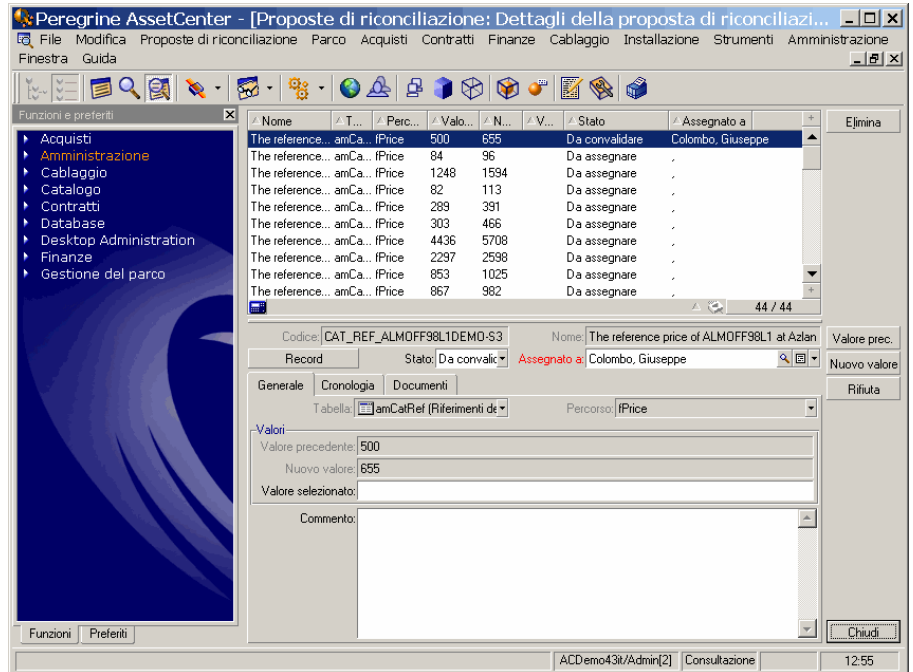 Peregrine AssetCenter - [Proposte di riconciliazione: Dettagli della proposta di riconciliazi...
File Modifica Proposte di riconciliazione Parco Acquisti Contratti Finanze Cablaggio Installazione Strumenti Amministrazione
Finestra Guida
Funzioni e preferiti
Acquisti
Amministrazione
Cablaggio
Catalogo
Contratti
Database
Desktop Administration
Finanze
Gestione del parco
Funzioni Preferiti
Nome T... Perc... Valo... N... V... Stato Assegnato a
The reference... amCa... fPrice 500 655 Da convalidare Colombo, Giuseppe
The reference... amCa... fPrice 84 96 Da assegnare ,
The reference... amCa... fPrice 1248 1594 Da assegnare ,
The reference... amCa... fPrice 82 113 Da assegnare ,
The reference... amCa... fPrice 289 391 Da assegnare ,
The reference... amCa... fPrice 303 466 Da assegnare ,
The reference... amCa... fPrice 4436 5708 Da assegnare ,
The reference... amCa... fPrice 2297 2598 Da assegnare ,
The reference... amCa... fPrice 853 1025 Da assegnare ,
The reference... amCa... fPrice 867 982 Da assegnare ,
44 / 44
Codice: CAT_REF_ALMOFF98L1DEMO-S3 Nome: The reference price of ALMOFF98L1 at Azlan
Record Stato: Da convalic Assegnato a: Colombo, Giuseppe
Generale Cronologia Documenti
Tabella: amCatRef (Riferimenti de Percorso: fPrice
Valori
Valore precedente: 500
Nuovo valore: 655
Valore selezionato:
Commento:
Elimina
Valore prec.
Nuovo valore
Rifiuta
Chiudi
ACDemo43it/Admin[2] Consultazione 12:55